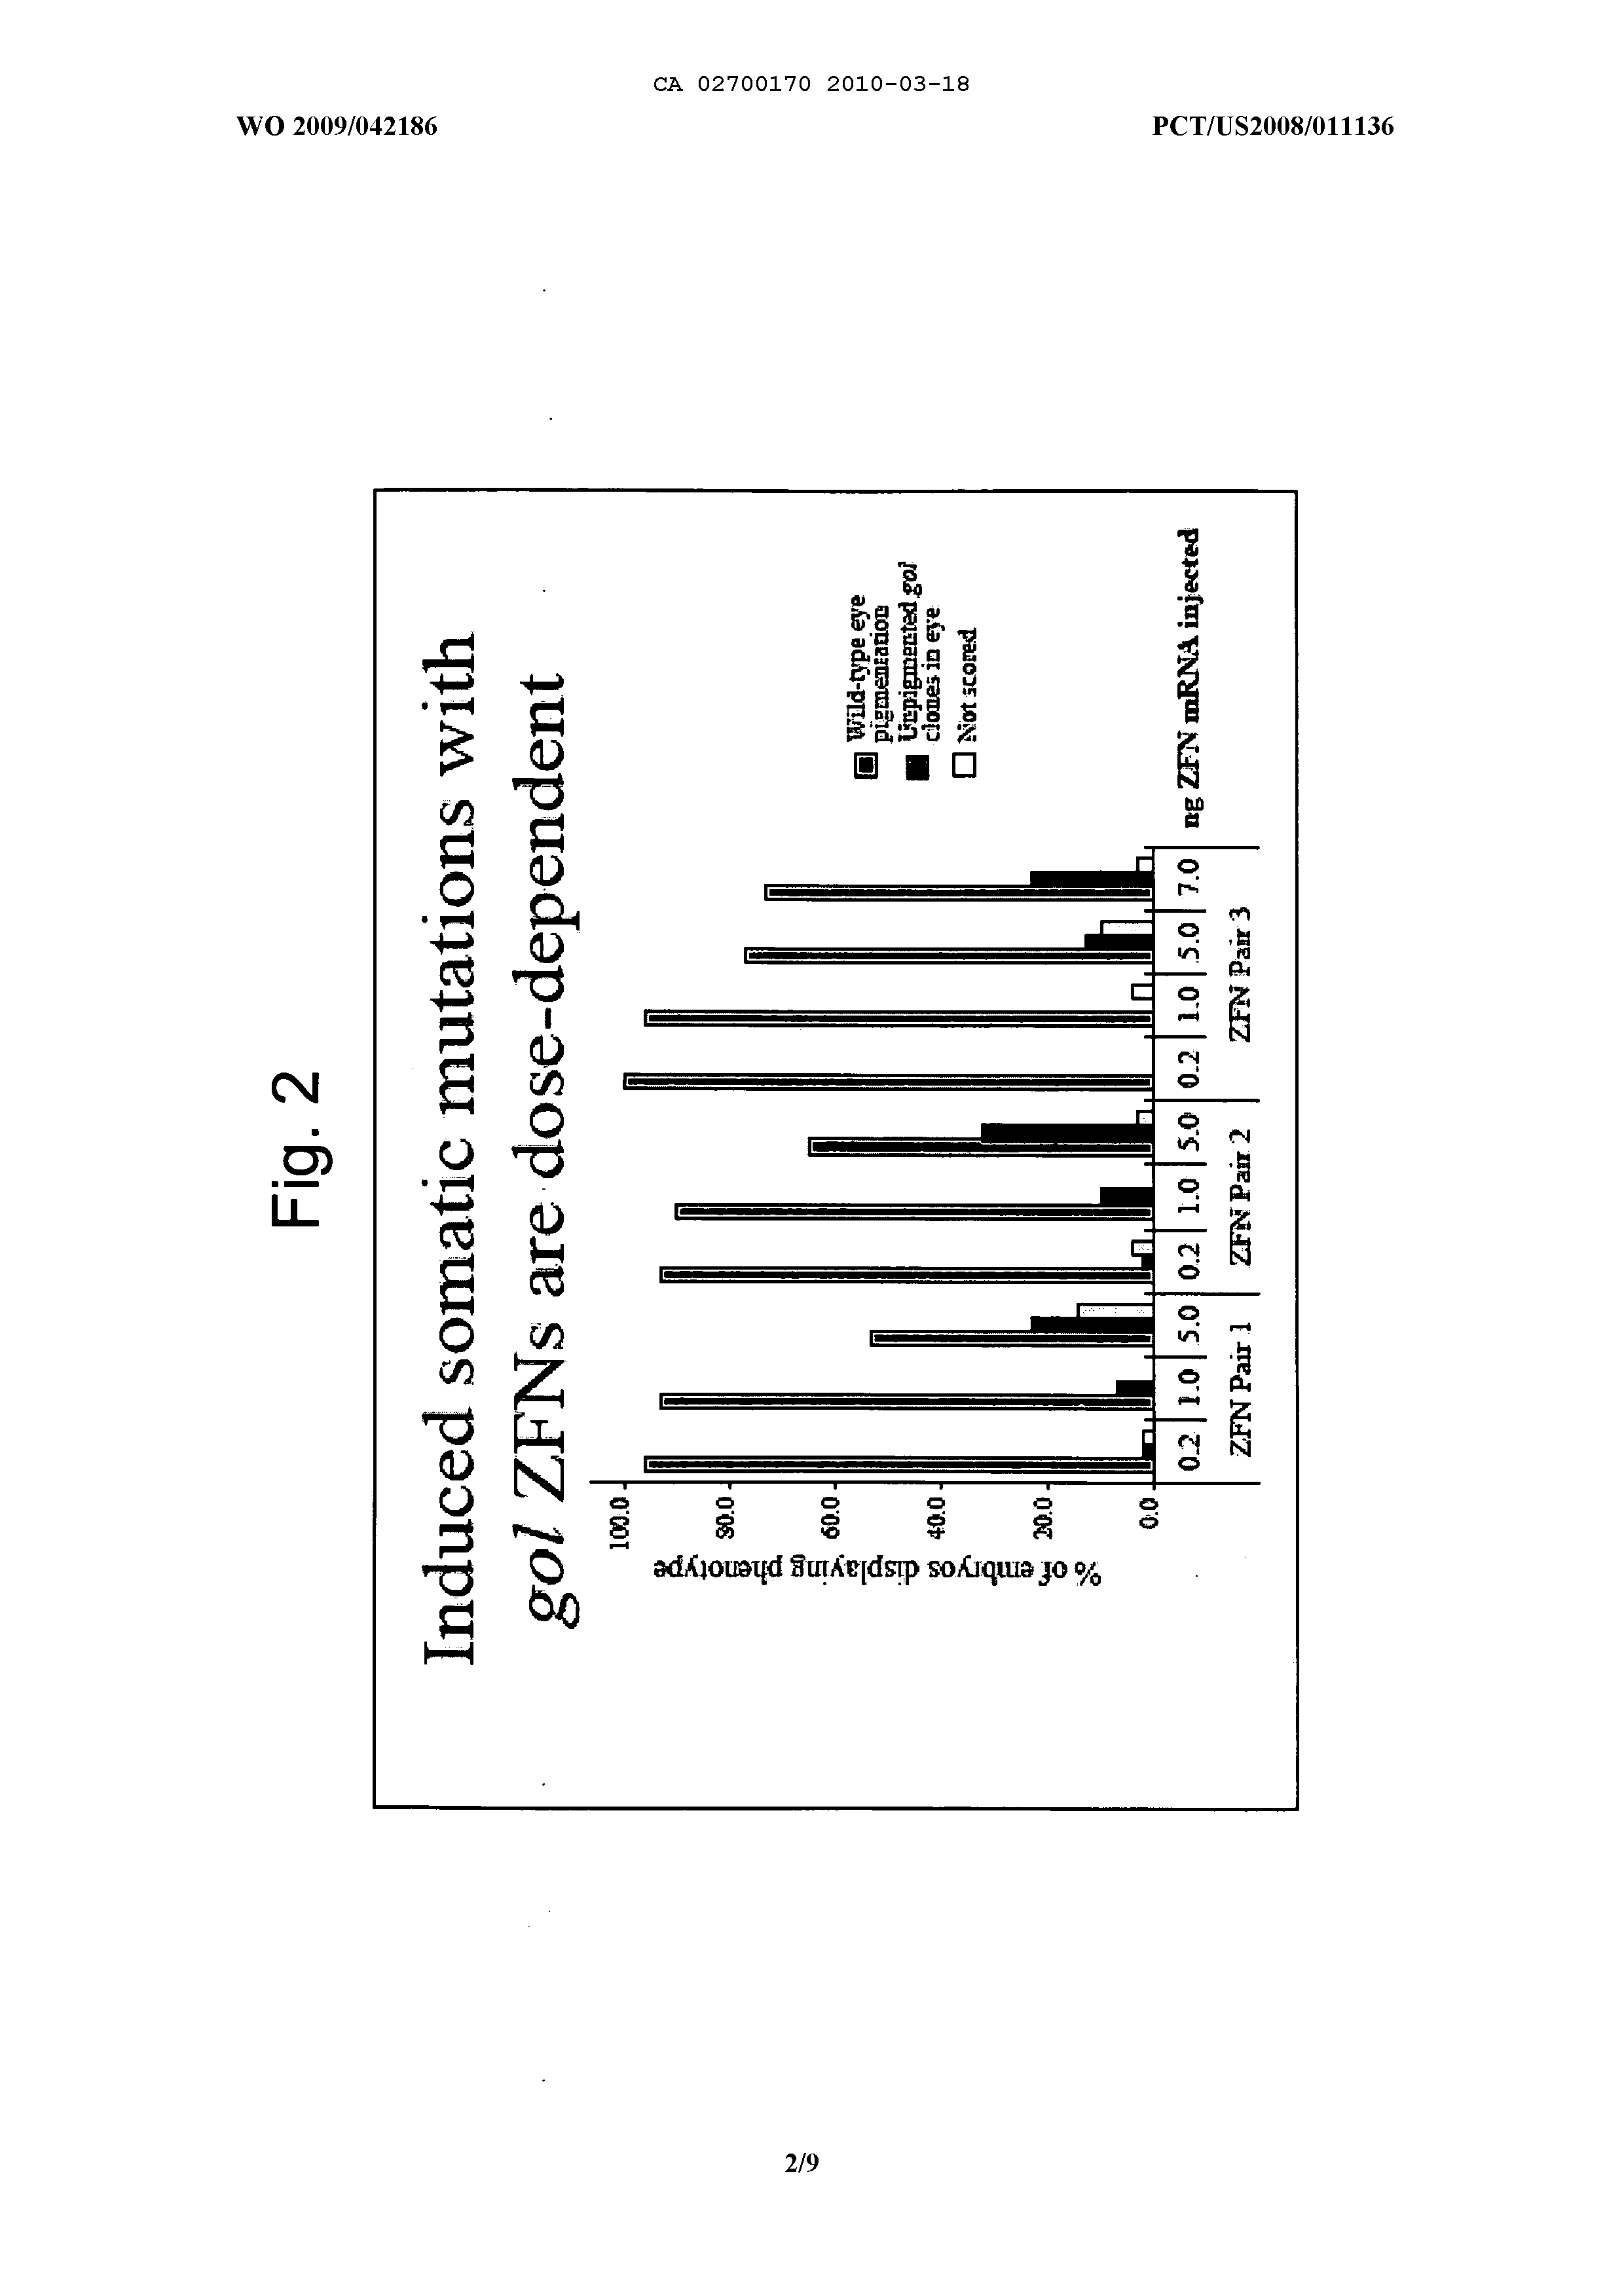 CA 02700170 2010-03-18
WO 2009/042186
PCT/US2008/011136
Fig. 2
Induced somatic mutations with
gol ZFNs are dose-dependent
% of embryos displaying phenotype
100.0
80.0
60.0
40.0
20.0
0.0
Wild-type eye
pigmentation
Unpigmented gol
clones in eye
Not scored
0.2 1.0 5.0 0.2 1.0 5.0 0.2 1.0 5.0 7.0 ng ZFN mRNA injected
ZFN Pair 1 ZFN Pair 2 ZFN Pair 3
2/9